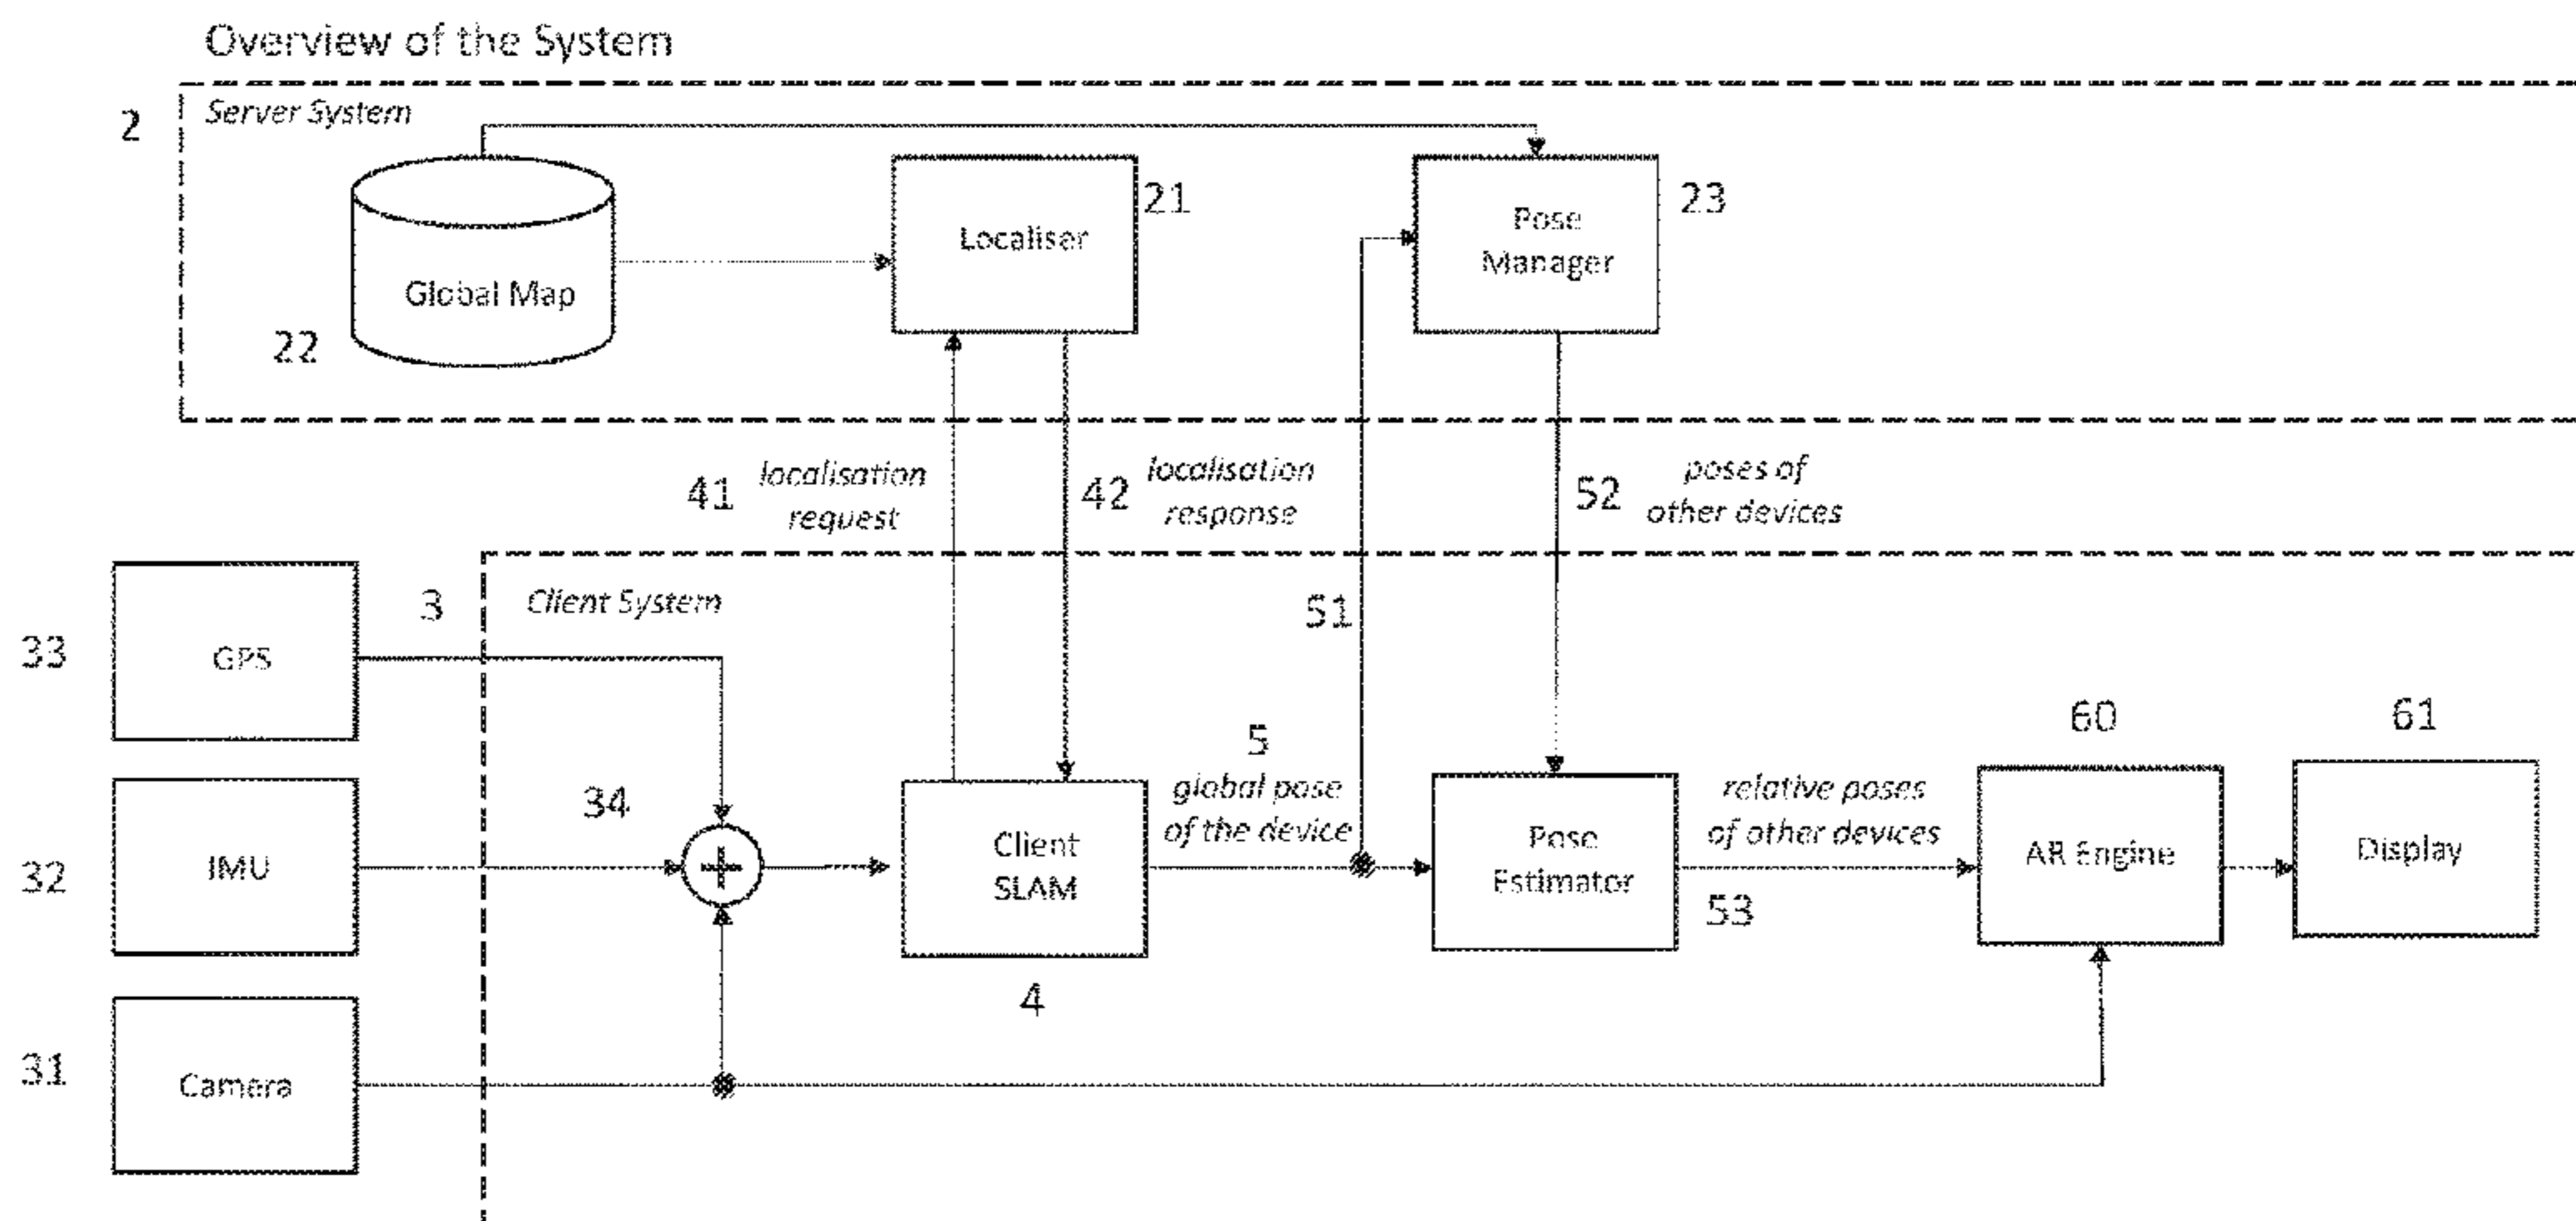 Overview of the System
2
Server System
21
23
Localiser
Pose
Manager
Global Map
22
41
localisation
request
42
localisation
response
52
poses of
other devices
3
Client System
51
33
GPS
5
global pose
of the device
60
61
34
relative poses
of other devices
32
IMU
Client
SLAM
Pose
Estimator
AR Engine
Display
53
4
31
Camera